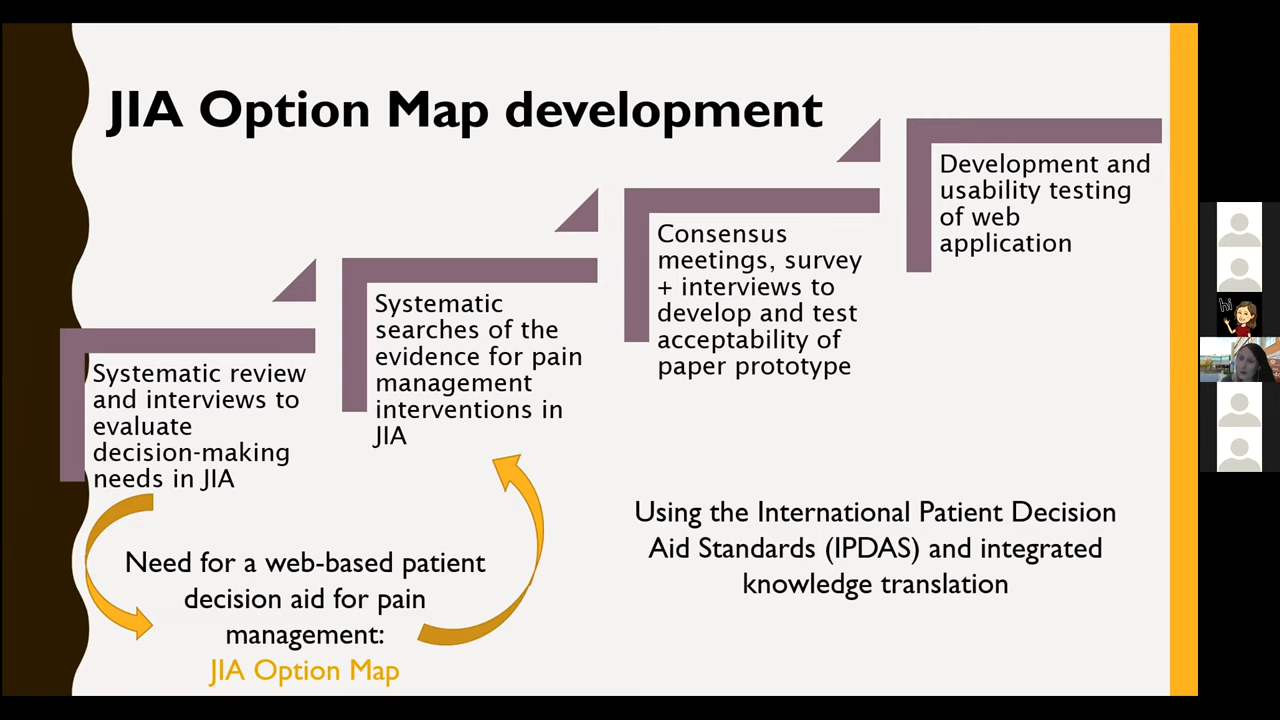 JIA Option Map development
Systematic review
and interviews to
evaluate
decision-making
needs in JIA
Systematic
searches of the
evidence for pain
management
interventions in
JIA
Consensus
meetings, survey
+ interviews to
develop and test
acceptability of
paper prototype
Development and
usability testing
of web
application
Need for a web-based patient
decision aid for pain
management:
JIA Option Map
Using the International Patient Decision
Aid Standards (IPDAS) and integrated
knowledge translation
hi